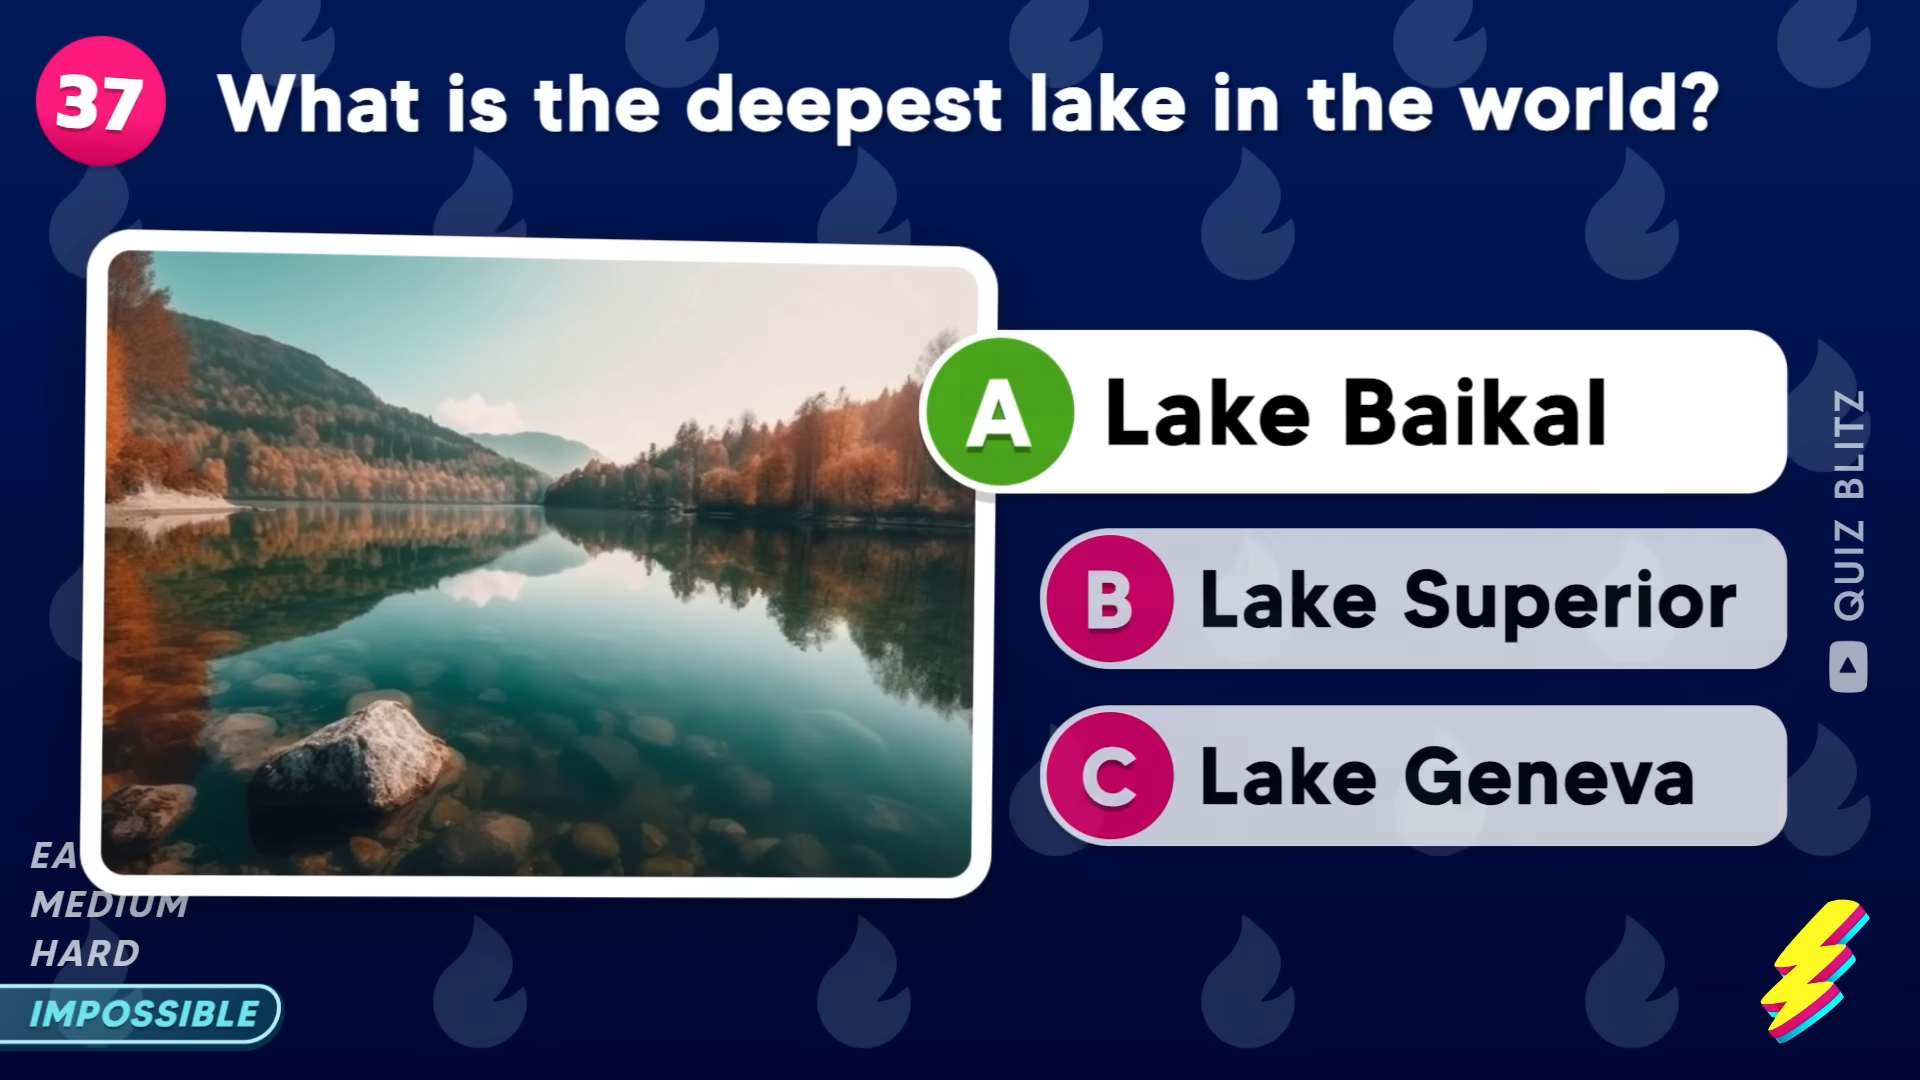 37
What is the deepest lake in the world?
A Lake Baikal
B Lake Superior
C Lake Geneva
QUIZ BLITZ
EA
MEDIUM
HARD
IMPOSSIBLE